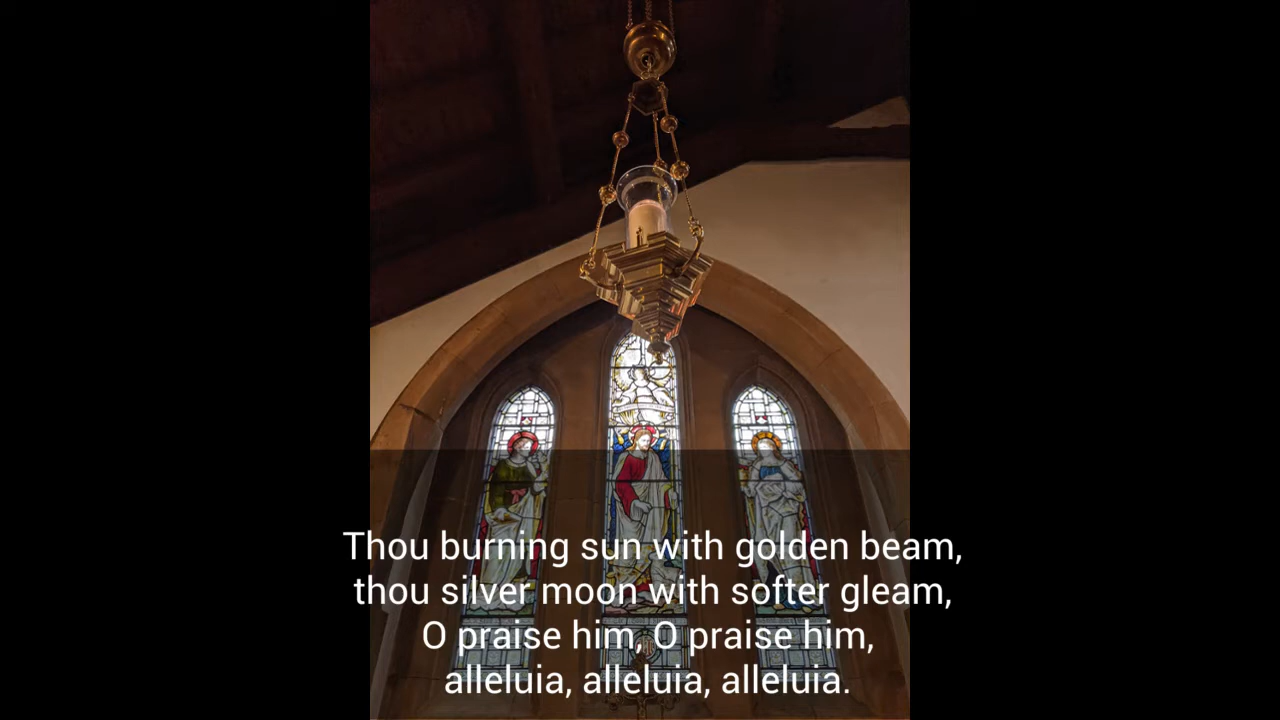 Thou burning sun with golden beam,
thou silver moon with softer gleam,
O praise him, O praise him,
alleluia, alleluia, alleluia.